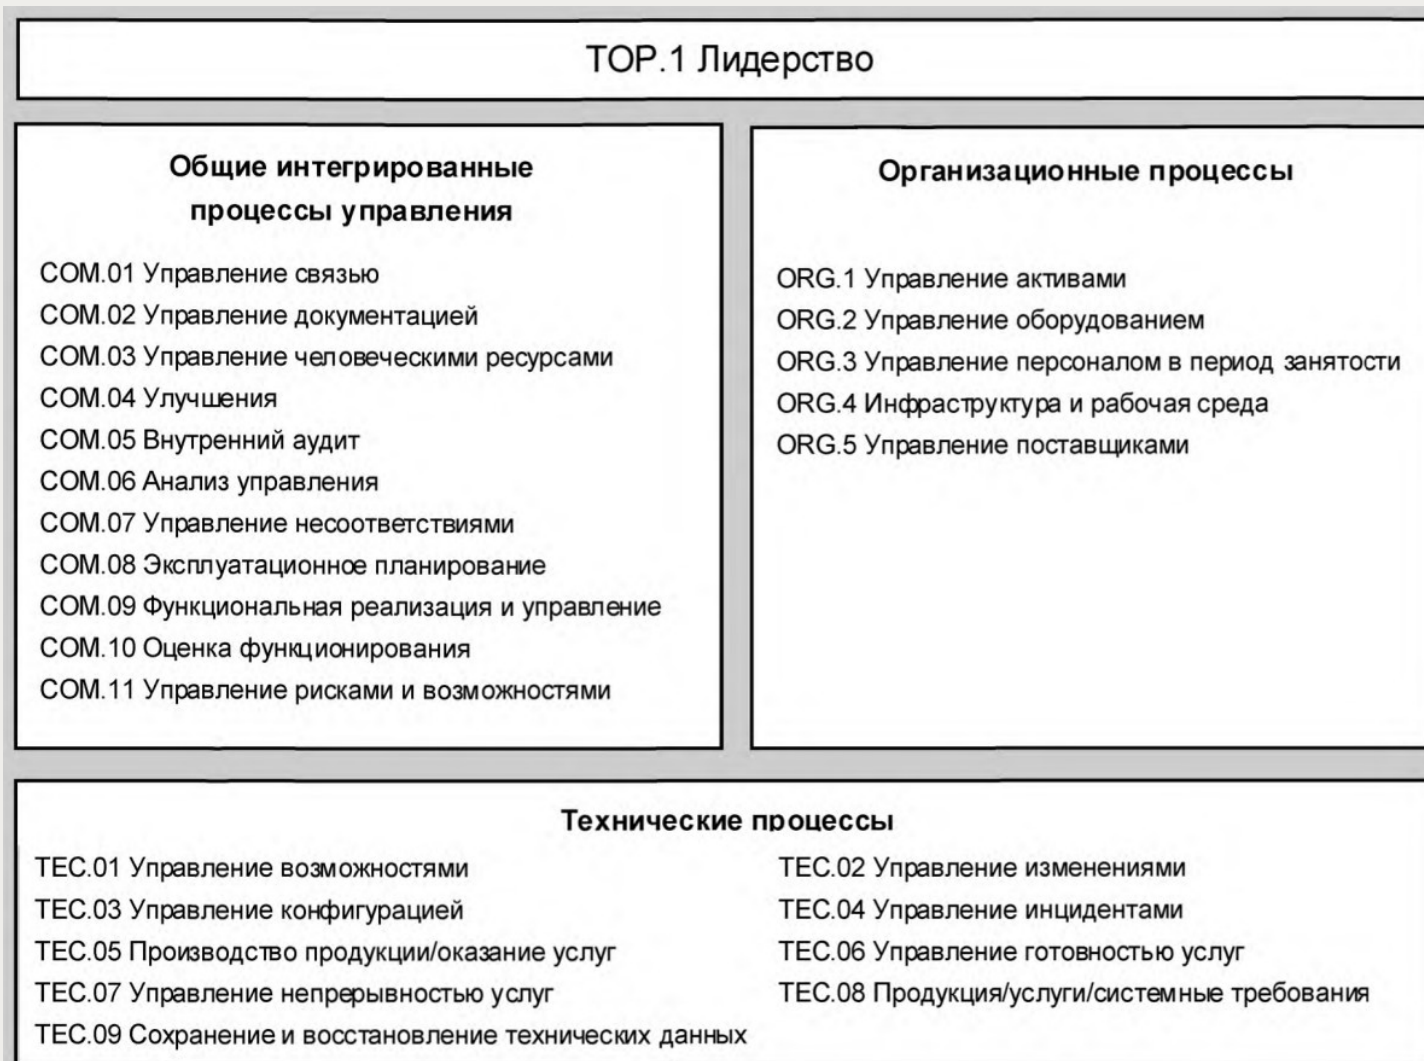 TOP.1 Лидерство
Общие интегрированные
процессы управления
COM.01 Управление связью
COM.02 Управление документацией
COM.03 Управление человеческими ресурсами
COM.04 Улучшения
COM.05 Внутренний аудит
COM.06 Анализ управления
COM.07 Управление несоответствиями
COM.08 Эксплуатационное планирование
COM.09 Функциональная реализация и управление
COM.10 Оценка функционирования
COM.11 Управление рисками и возможностями
Организационные процессы
ORG.1 Управление активами
ORG.2 Управление оборудованием
ORG.3 Управление персоналом в период занятости
ORG.4 Инфраструктура и рабочая среда
ORG.5 Управление поставщиками
Технические процессы
TEC.01 Управление возможностями
TEC.02 Управление изменениями
TEC.03 Управление конфигурацией
TEC.04 Управление инцидентами
TEC.05 Производство продукции/оказание услуг
TEC.06 Управление готовностью услуг
TEC.07 Управление непрерывностью услуг
TEC.08 Продукция/услуги/системные требования
TEC.09 Сохранение и восстановление технических данных